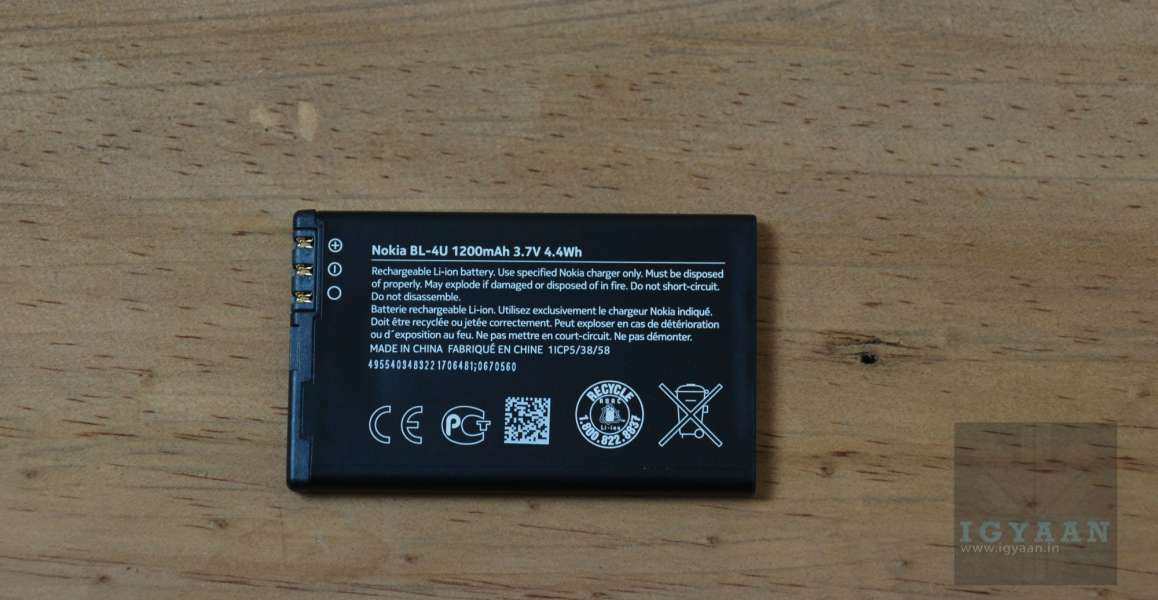 Nokia BL-4U 1200mAh 3.7V 4.4Wh
Rechargeable Li-ion battery. Use specified Nokia charger only. Must be disposed
of properly. May explode if damaged or disposed of in fire. Do not short-circuit.
Do not disassemble.
Batterie rechargeable Li-ion. Utilisez exclusivement le chargeur Nokia indiqué.
Doit être recyclée ou jetée correctement. Peut exploser en cas de détérioration
ou d´exposition au feu. Ne pas mettre en court-circuit. Ne pas démonter.
MADE IN CHINA FABRIQUÉ EN CHINE 1ICP5/38/58
4955403483221706481;0670560
CE PCT
RECYCLE
RBRC
Li-ion
1.800.822.8837
IGYAAN
www.igyaan.in